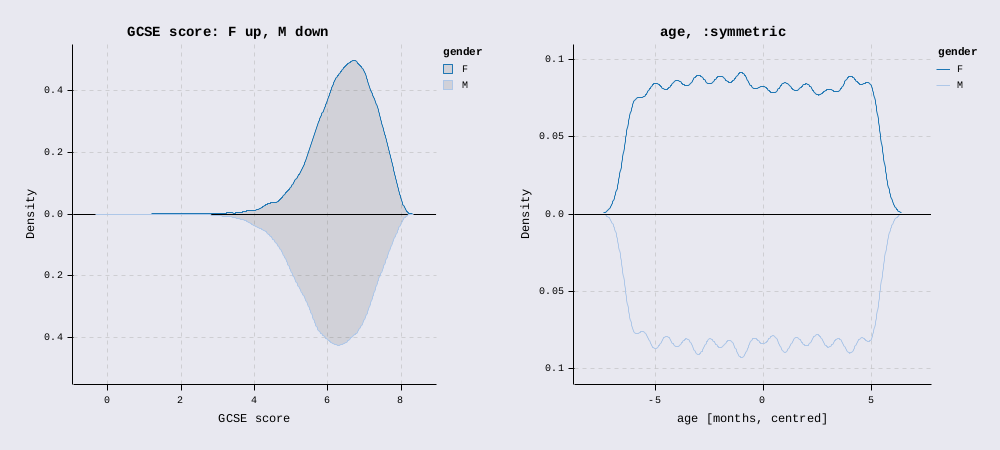 GCSE score: F up, M down
gender
F
M
0.4
0.2
0.0
0.2
0.4
Density
0
2
4
6
8
GCSE score
age, :symmetric
gender
F
M
0.1
0.05
0.0
0.05
0.1
Density
-5
0
5
age [months, centred]